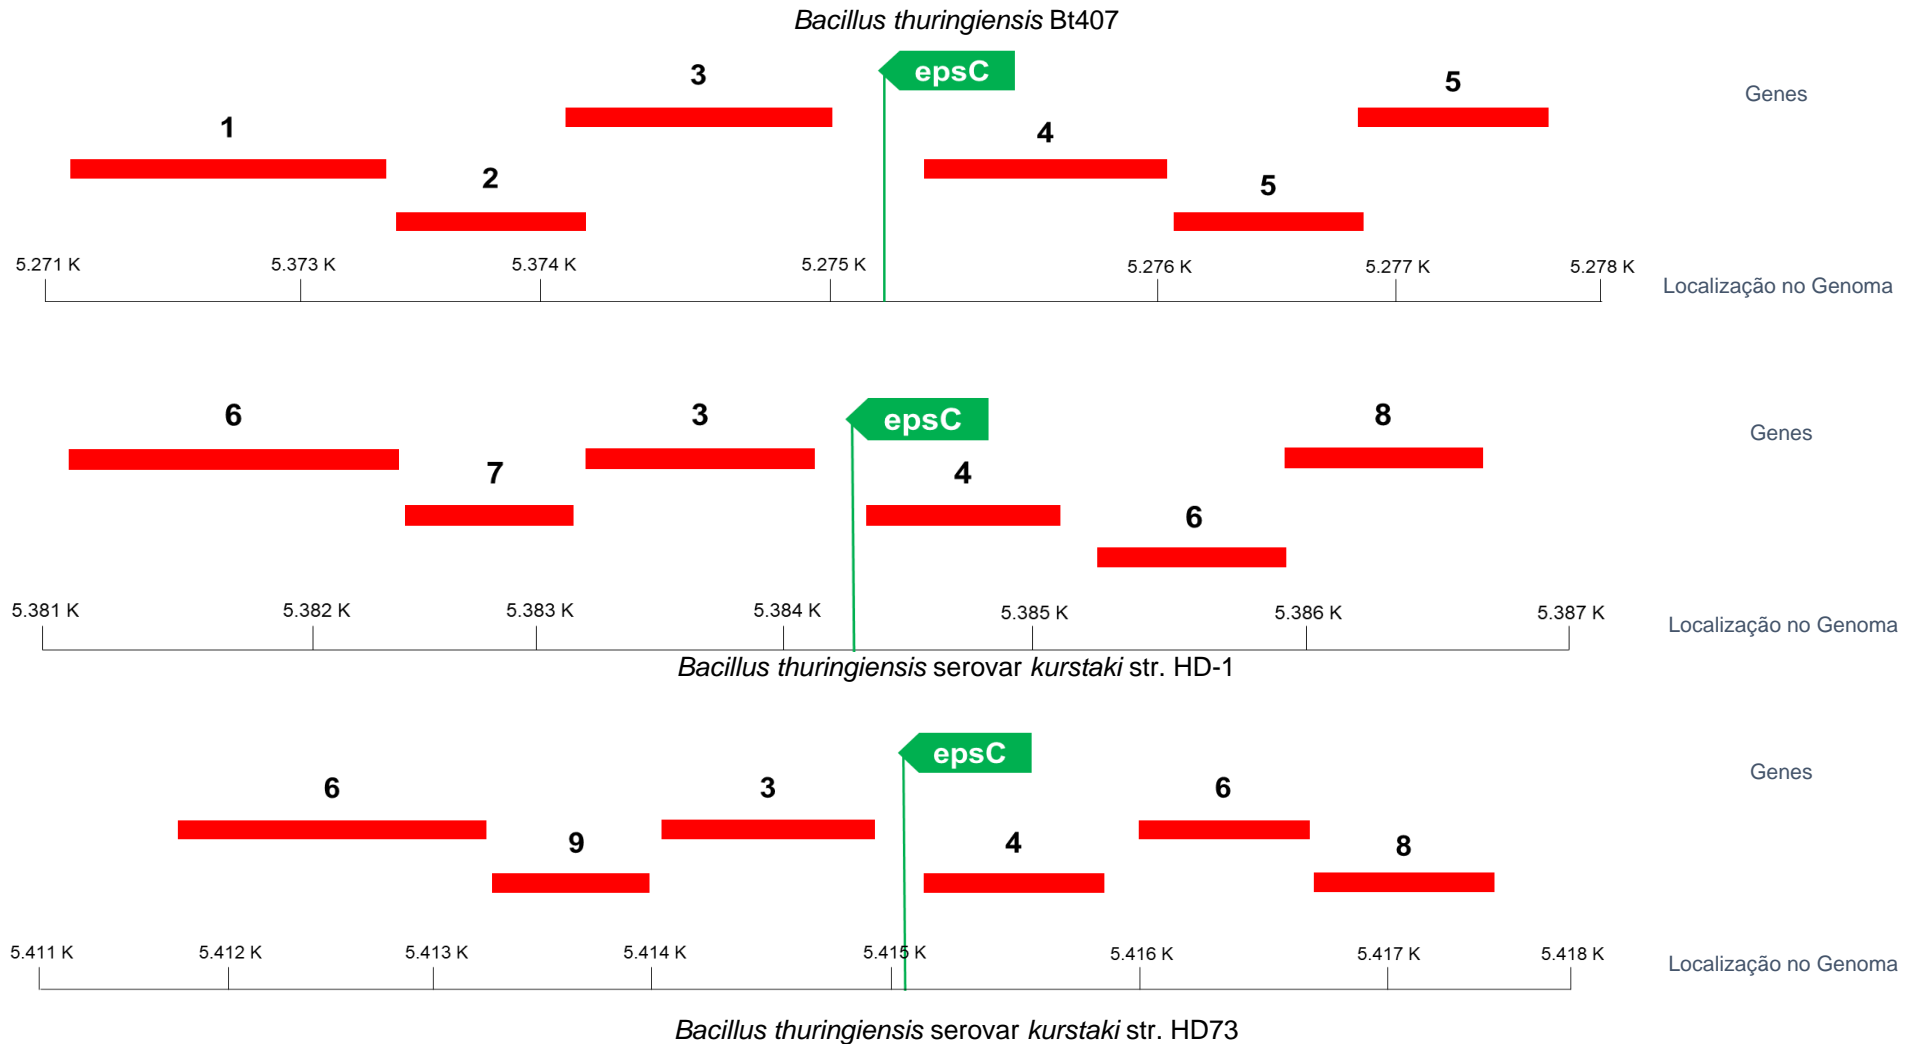 Bacillus thuringiensis Bt407
epsC
3
5
Genes
1
4
2
5
5.271 K 5.373 K 5.374 K 5.275 K 5.276 K 5.277 K 5.278 K
Localização no Genoma
6
3
epsC
8
Genes
7
4
6
5.381 K 5.382 K 5.383 K 5.384 K 5.385 K 5.386 K 5.387 K
Localização no Genoma
Bacillus thuringiensis serovar kurstaki str. HD-1
epsC
6
3
6
Genes
9
4
8
5.411 K 5.412 K 5.413 K 5.414 K 5.415 K 5.416 K 5.417 K 5.418 K
Localização no Genoma
Bacillus thuringiensis serovar kurstaki str. HD73